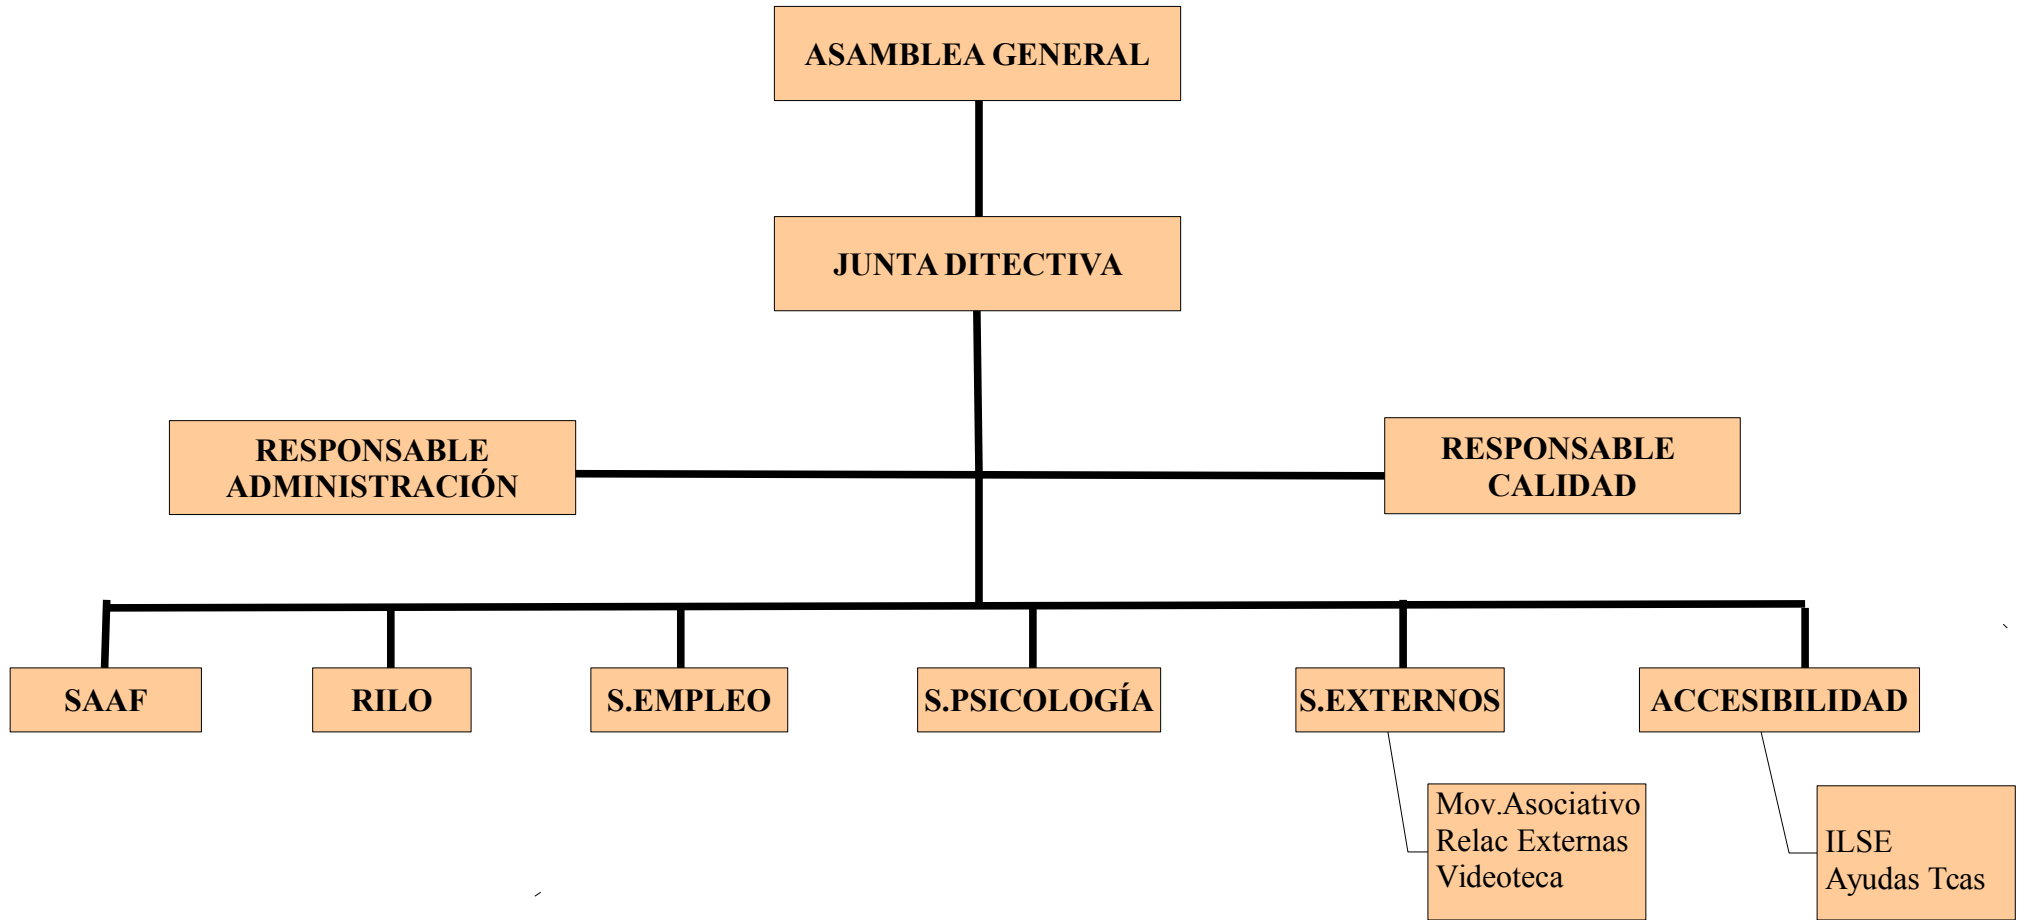 ASAMBLEA GENERAL
JUNTA DITECTIVA
RESPONSABLE
ADMINISTRACIÓN
RESPONSABLE
CALIDAD
SAAF
RILO
S.EMPLEO
S.PSICOLOGÍA
S.EXTERNOS
ACCESIBILIDAD
Mov.Asociativo
Relac Externas
Videoteca
ILSE
Ayudas Tcas